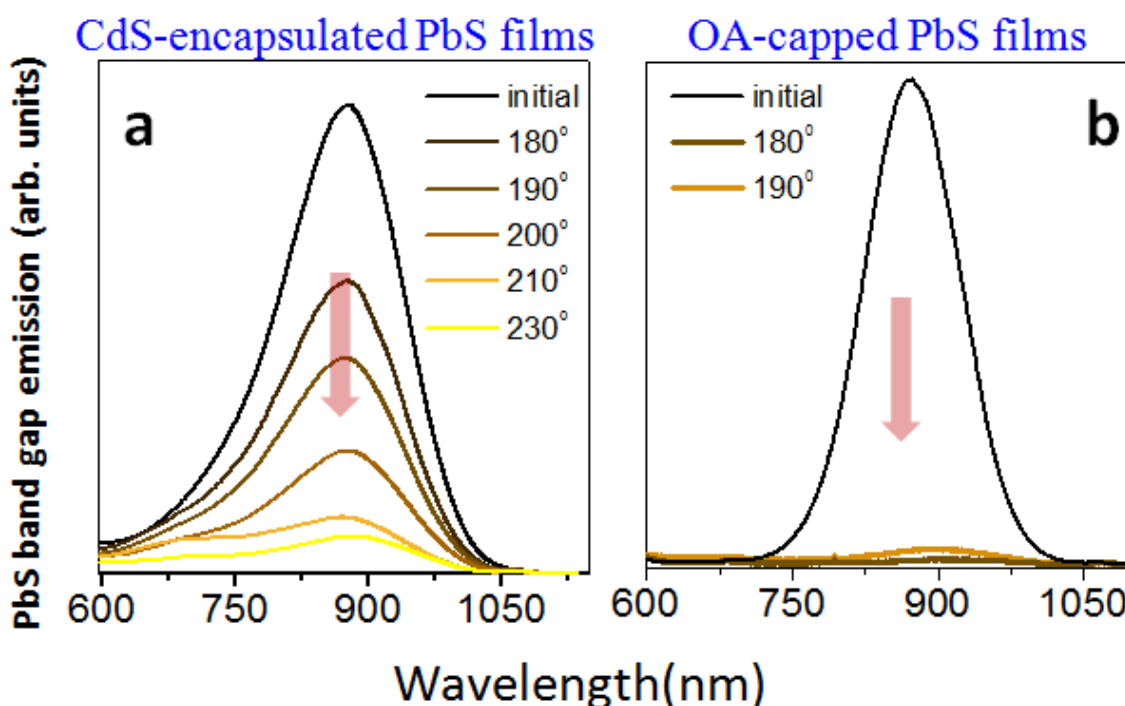 CdS-encapsulated PbS films
OA-capped PbS films
PbS band gap emission (arb. units)
a
initial
180°
190°
200°
210°
230°
b
initial
180°
190°
600 750 900 1050
600 750 900 1050
Wavelength(nm)